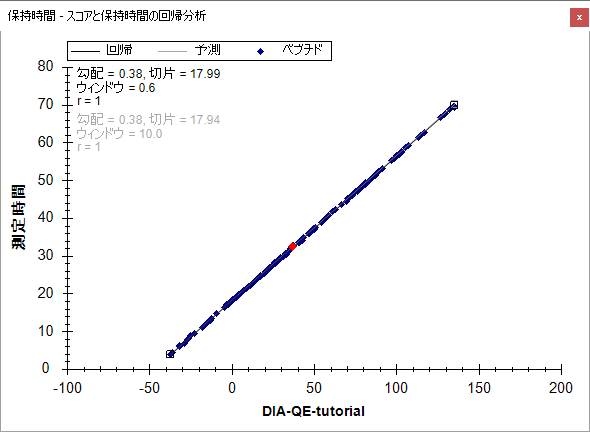 保持時間 - スコアと保持時間の回帰分析
x
回帰 予測 ペプチド
80
勾配 = 0.38, 切片 = 17.99
ウィンドウ = 0.6
r = 1
70
勾配 = 0.38, 切片 = 17.94
ウィンドウ = 10.0
r = 1
60
50
測定時間
40
30
20
10
0
-100 -50 0 50 100 150 200
DIA-QE-tutorial